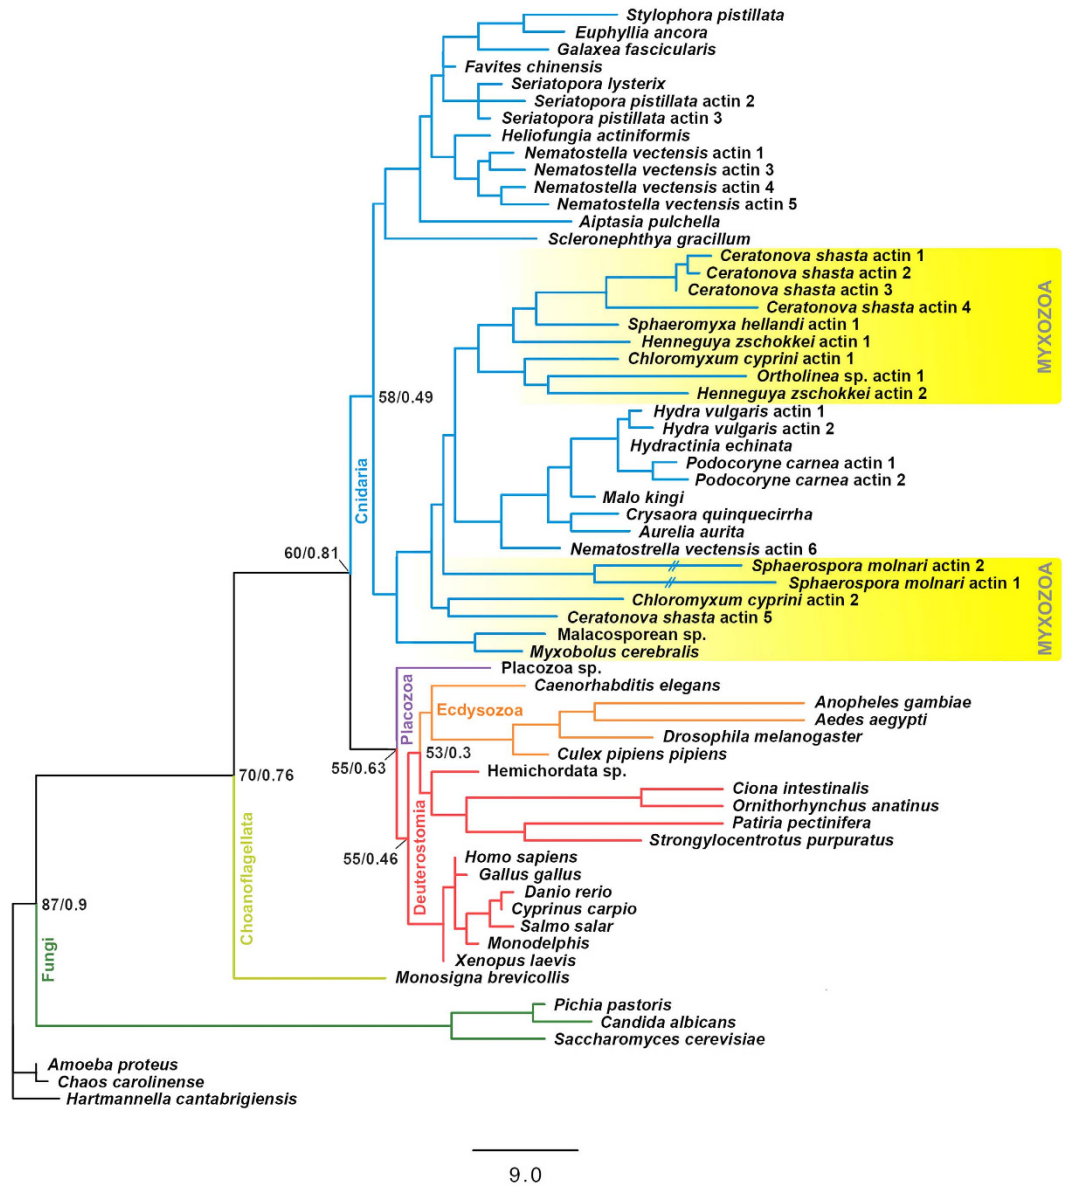 Stylophora pistillata
Euphyllia ancora
Galaxea fascicularis
Favites chinensis
Seriatopora lysterix
Seriatopora pistillata actin 2
Seriatopora pistillata actin 3
Heliofungia actiniformis
Nematostella vectensis actin 1
Nematostella vectensis actin 3
Nematostella vectensis actin 4
Nematostella vectensis actin 5
Aiptasia pulchella
Scleronephthya gracillum
Ceratonova shasta actin 1
Ceratonova shasta actin 2
Ceratonova shasta actin 3
Ceratonova shasta actin 4
Sphaeromyxa hellandi actin 1
Henneguya zschokkei actin 1
Chloromyxum cyprini actin 1
Ortholinea sp. actin 1
Henneguya zschokkei actin 2
MYXOZOA
58/0.49
Hydra vulgaris actin 1
Hydra vulgaris actin 2
Hydractinia echinata
Podocoryne carnea actin 1
Podocoryne carnea actin 2
Malo kingi
Crysaora quinquecirrha
Aurelia aurita
Nematostrella vectensis actin 6
Cnidaria
60/0.81
Sphaerospora molnari actin 2
Sphaerospora molnari actin 1
Chloromyxum cyprini actin 2
Ceratonova shasta actin 5
Malacosporean sp.
Myxobolus cerebralis
MYXOZOA
Placozoa sp.
Placozoa
Caenorhabditis elegans
Ecdysozoa
Anopheles gambiae
Aedes aegypti
Drosophila melanogaster
Culex pipiens pipiens
53/0.3
55/0.63
Hemichordata sp.
70/0.76
Ciona intestinalis
Ornithorhynchus anatinus
Patiria pectinifera
Strongylocentrotus purpuratus
Deuterostomia
55/0.46
Homo sapiens
Gallus gallus
Danio rerio
Cyprinus carpio
Salmo salar
Monodelphis
Xenopus laevis
Choanoflagellata
Monosigna brevicollis
87/0.9
Fungi
Pichia pastoris
Candida albicans
Saccharomyces cerevisiae
Amoeba proteus
Chaos carolinense
Hartmannella cantabrigiensis
9.0